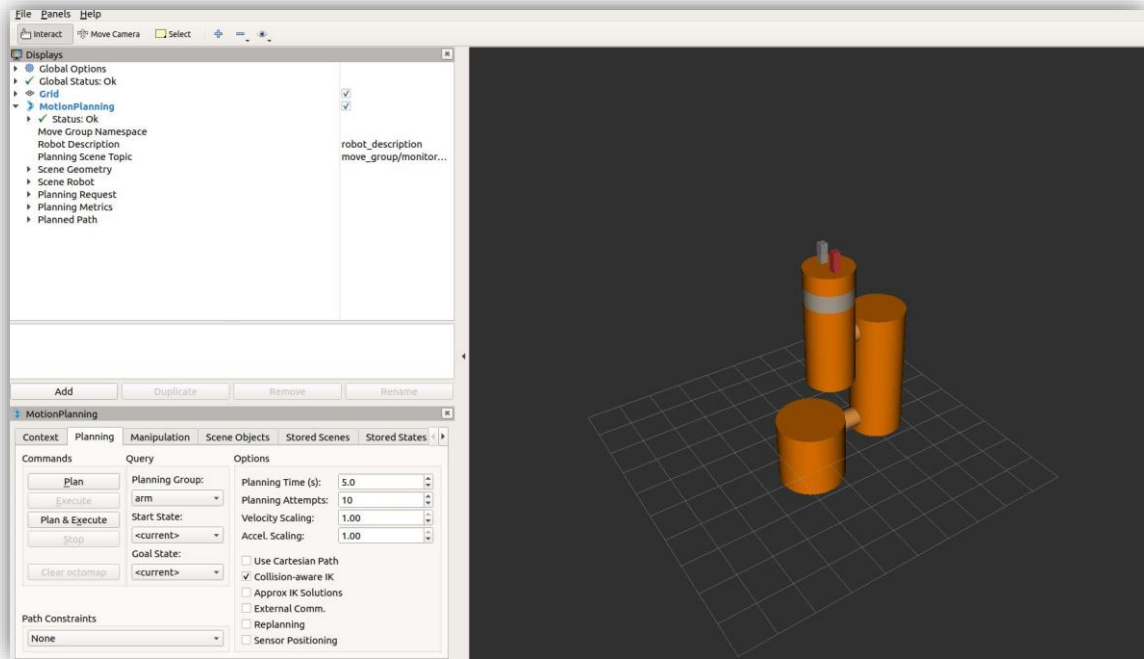 File Panels Help
Interact Move Camera Select
Displays
Global Options
Global Status: Ok
Grid
MotionPlanning
Status: Ok
Move Group Namespace
Robot Description robot_description
Planning Scene Topic move_group/monitor...
Scene Geometry
Scene Robot
Planning Request
Planning Metrics
Planned Path
Add Duplicate Remove Rename
MotionPlanning
Context Planning Manipulation Scene Objects Stored Scenes Stored States
Commands
Plan
Execute
Plan & Execute
Stop
Clear octomap
Query
Planning Group:
arm
Start State:
<current>
Goal State:
<current>
Options
Planning Time (s): 5.0
Planning Attempts: 10
Velocity Scaling: 1.00
Accel. Scaling: 1.00
Use Cartesian Path
Collision-aware IK
Approx IK Solutions
External Comm.
Replanning
Sensor Positioning
Path Constraints
None